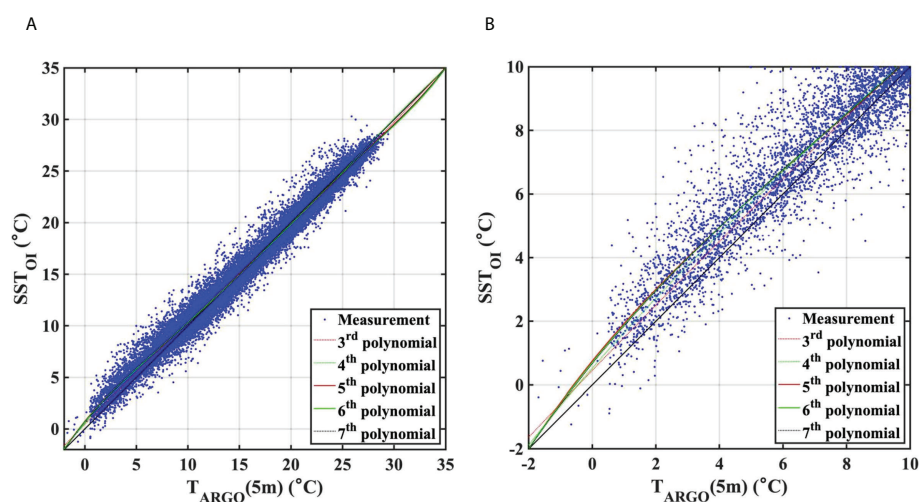 A
B
35
30
25
20
15
10
5
0
SST_OI (°C)
0 5 10 15 20 25 30 35
T_ARGO(5m) (°C)
Measurement
3rd polynomial
4th polynomial
5th polynomial
6th polynomial
7th polynomial
10
8
6
4
2
0
-2
SST_OI (°C)
-2 0 2 4 6 8 10
T_ARGO(5m) (°C)
Measurement
3rd polynomial
4th polynomial
5th polynomial
6th polynomial
7th polynomial